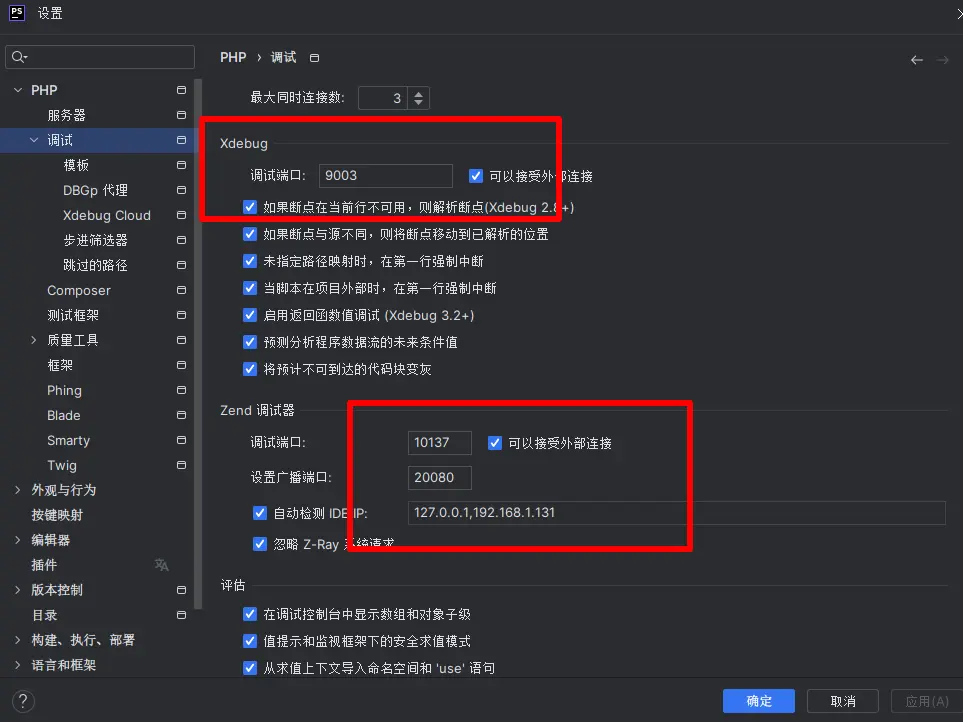 PS 设置
PHP › 调试
PHP
服务器
调试
模板
DBGp 代理
Xdebug Cloud
步进筛选器
跳过的路径
Composer
测试框架
质量工具
框架
Phing
Blade
Smarty
Twig
外观与行为
按键映射
编辑器
插件
版本控制
目录
构建、执行、部署
语言和框架
最大同时连接数: 3
Xdebug
调试端口: 9003 可以接受外部连接
如果断点在当前行不可用，则解析断点(Xdebug 2.8+)
如果断点与源不同，则将断点移动到已解析的位置
未指定路径映射时，在第一行强制中断
当脚本在项目外部时，在第一行强制中断
启用返回函数值调试 (Xdebug 3.2+)
预测分析程序数据流的未来条件值
将预计不可到达的代码块变灰
Zend 调试器
调试端口: 10137 可以接受外部连接
设置广播端口: 20080
自动检测 IDE IP: 127.0.0.1,192.168.1.131
忽略 Z-Ray 系统请求
评估
在调试控制台中显示数组和对象子级
值提示和监视框架下的安全求值模式
从求值上下文导入命名空间和 'use' 语句
? 确定 取消 应用(A)